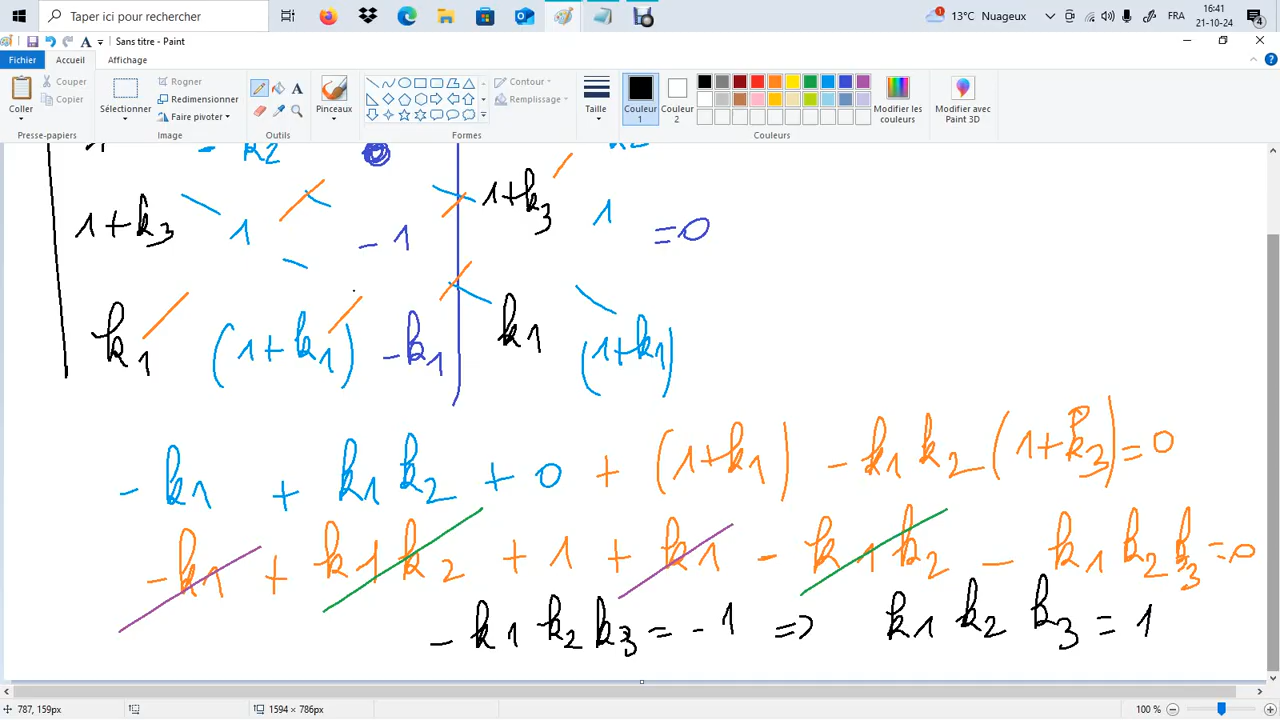 Taper ici pour rechercher
13°C Nuageux
FRA
16:41
21-10-24
4
Sans titre - Paint
Fichier Accueil Affichage
Coller
Couper
Copier
Presse-papiers
Sélectionner
Rogner
Redimensionner
Faire pivoter
Image
A
Outils
Pinceaux
Contour
Remplissage
Formes
Taille
Couleur 1
Couleur 2
Modifier les couleurs
Couleurs
Modifier avec Paint 3D
1 - k2 0 k2
1+k3 1 -1 1+k3 1 =0
k1 (1+k1) -k1 k1 (1+k1)
-k1 + k1 k2 + 0 + (1+k1) - k1 k2 (1+k3) = 0
-k1 + k1 k2 + 1 + k1 - k1 k2 - k1 k2 k3 = 0
- k1 k2 k3 = -1 => k1 k2 k3 = 1
787, 159px
1594 × 786px
100 %